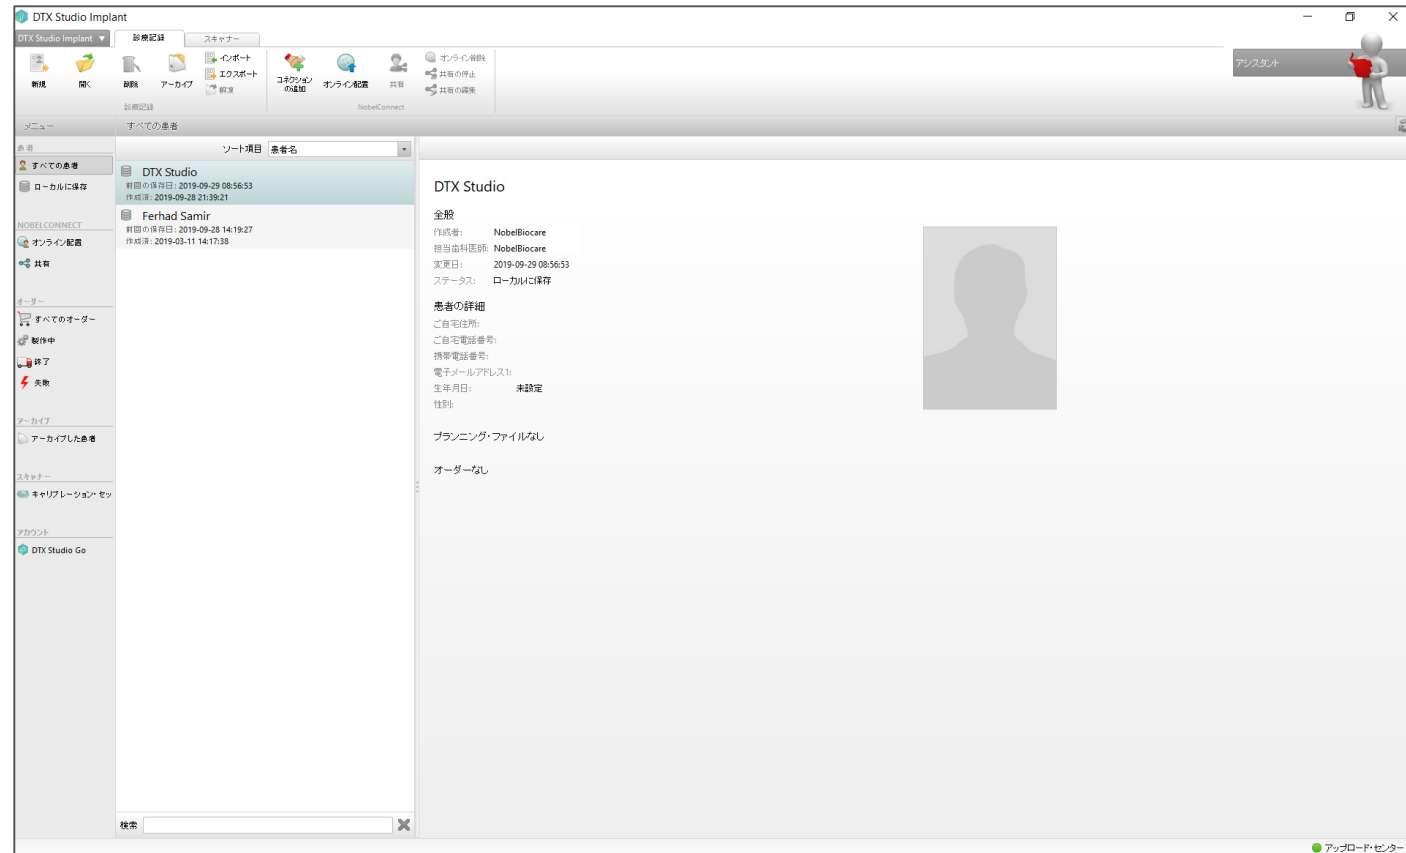 DTX Studio Implant
DTX Studio Implant ▼
診療記録
スキャナー
新規
開く
削除
アーカイブ
インポート
エクスポート
解凍
コネクションの追加
オンライン配置
共有
オンライン解除
共有の停止
共有の編集
診療記録
NobelConnect
アシスタント
メニュー
すべての患者
患者
すべての患者
ローカルに保存
NOBELCONNECT
オンライン配置
共有
オーダー
すべてのオーダー
製作中
終了
失敗
アーカイブ
アーカイブした患者
スキャナー
キャリブレーション・セッ
アカウント
DTX Studio Go
ソート項目 患者名
DTX Studio
前回の保存日: 2019-09-29 08:56:53
作成済: 2019-09-28 21:39:21
Ferhad Samir
前回の保存日: 2019-09-28 14:19:27
作成済: 2019-03-11 14:17:38
検索
DTX Studio
全般
作成者: NobelBiocare
担当歯科医師: NobelBiocare
変更日: 2019-09-29 08:56:53
ステータス: ローカルに保存
患者の詳細
ご自宅住所:
ご自宅電話番号:
携帯電話番号:
電子メールアドレス1:
生年月日: 未設定
性別:
プランニング・ファイルなし
オーダーなし
アップロード・センター